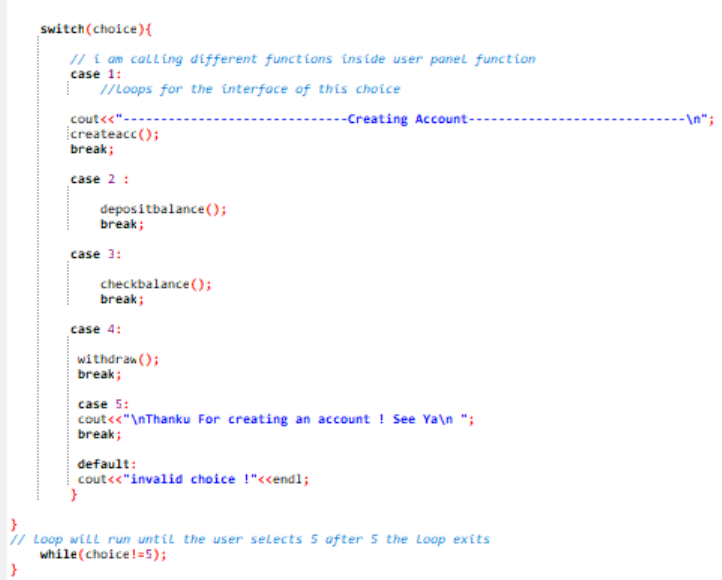 switch(choice){
// i am calling different functions inside user panel function
case 1:
//Loops for the interface of this choice
cout<<"------------------------------Creating Account-----------------------------\n";
createacc();
break;
case 2 :
depositbalance();
break;
case 3:
checkbalance();
break;
case 4:
withdraw();
break;
case 5:
cout<<"\nThanku For creating an account ! See Ya\n ";
break;
default:
cout<<"invalid choice !"<<endl;
}
}
// Loop will run until the user selects 5 after 5 the Loop exits
while(choice!=5);
}